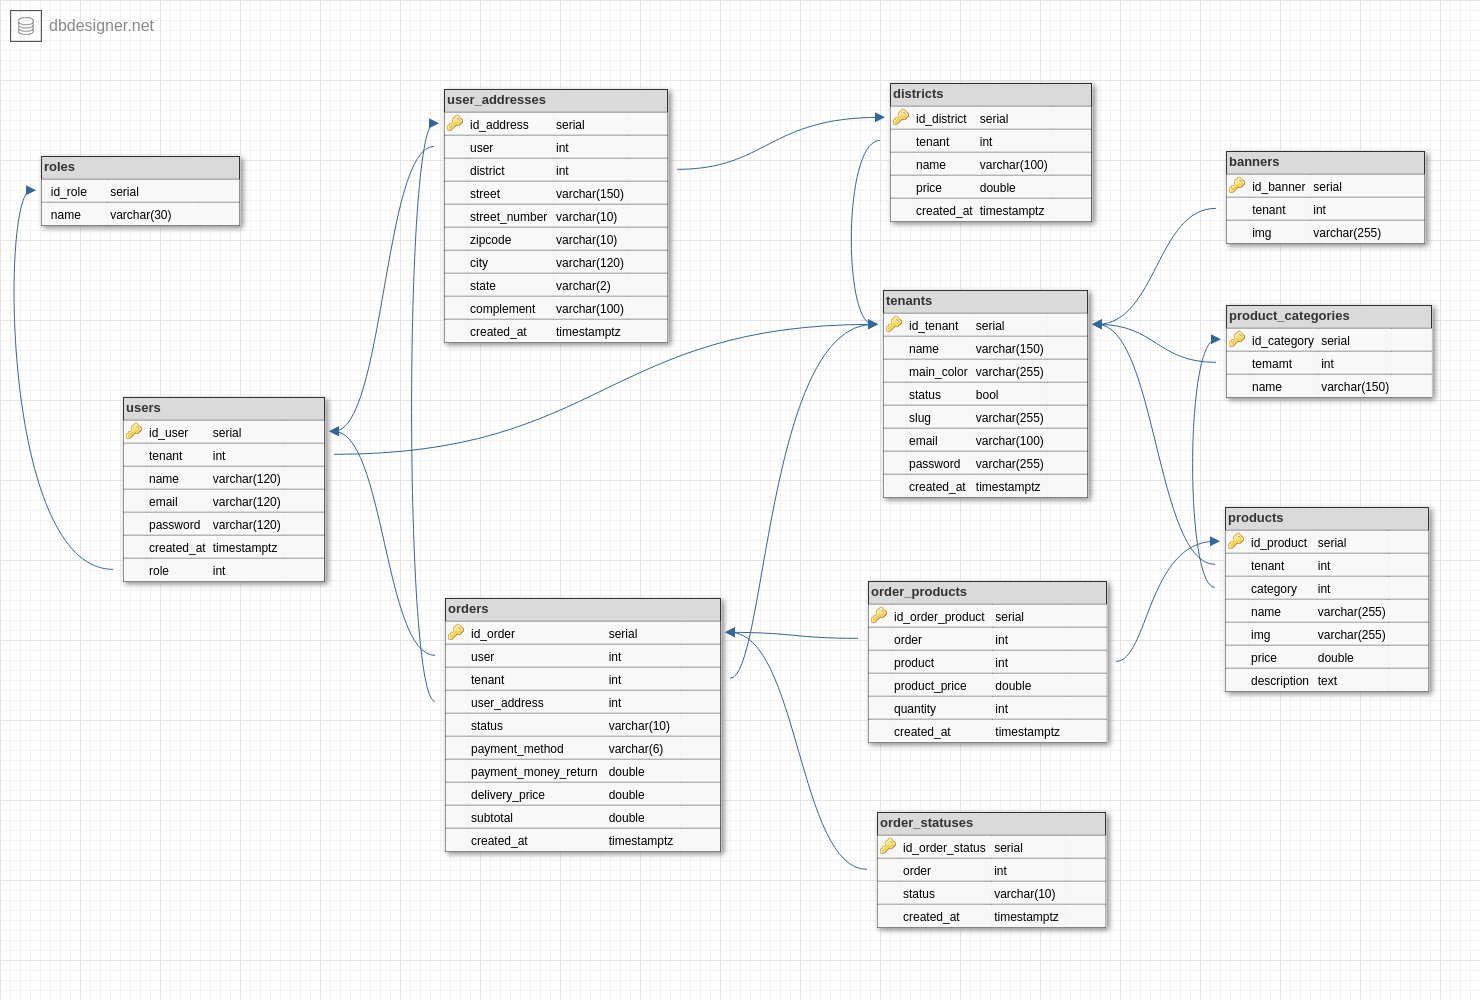 dbdesigner.net
user_addresses
id_address serial
user int
district int
street varchar(150)
street_number varchar(10)
zipcode varchar(10)
city varchar(120)
state varchar(2)
complement varchar(100)
created_at timestamptz
districts
id_district serial
tenant int
name varchar(100)
price double
created_at timestamptz
roles
id_role serial
name varchar(30)
banners
id_banner serial
tenant int
img varchar(255)
tenants
id_tenant serial
name varchar(150)
main_color varchar(255)
status bool
slug varchar(255)
email varchar(100)
password varchar(255)
created_at timestamptz
product_categories
id_category serial
temamt int
name varchar(150)
users
id_user serial
tenant int
name varchar(120)
email varchar(120)
password varchar(120)
created_at timestamptz
role int
products
id_product serial
tenant int
category int
name varchar(255)
img varchar(255)
price double
description text
orders
id_order serial
user int
tenant int
user_address int
status varchar(10)
payment_method varchar(6)
payment_money_return double
delivery_price double
subtotal double
created_at timestamptz
order_products
id_order_product serial
order int
product int
product_price double
quantity int
created_at timestamptz
order_statuses
id_order_status serial
order int
status varchar(10)
created_at timestamptz